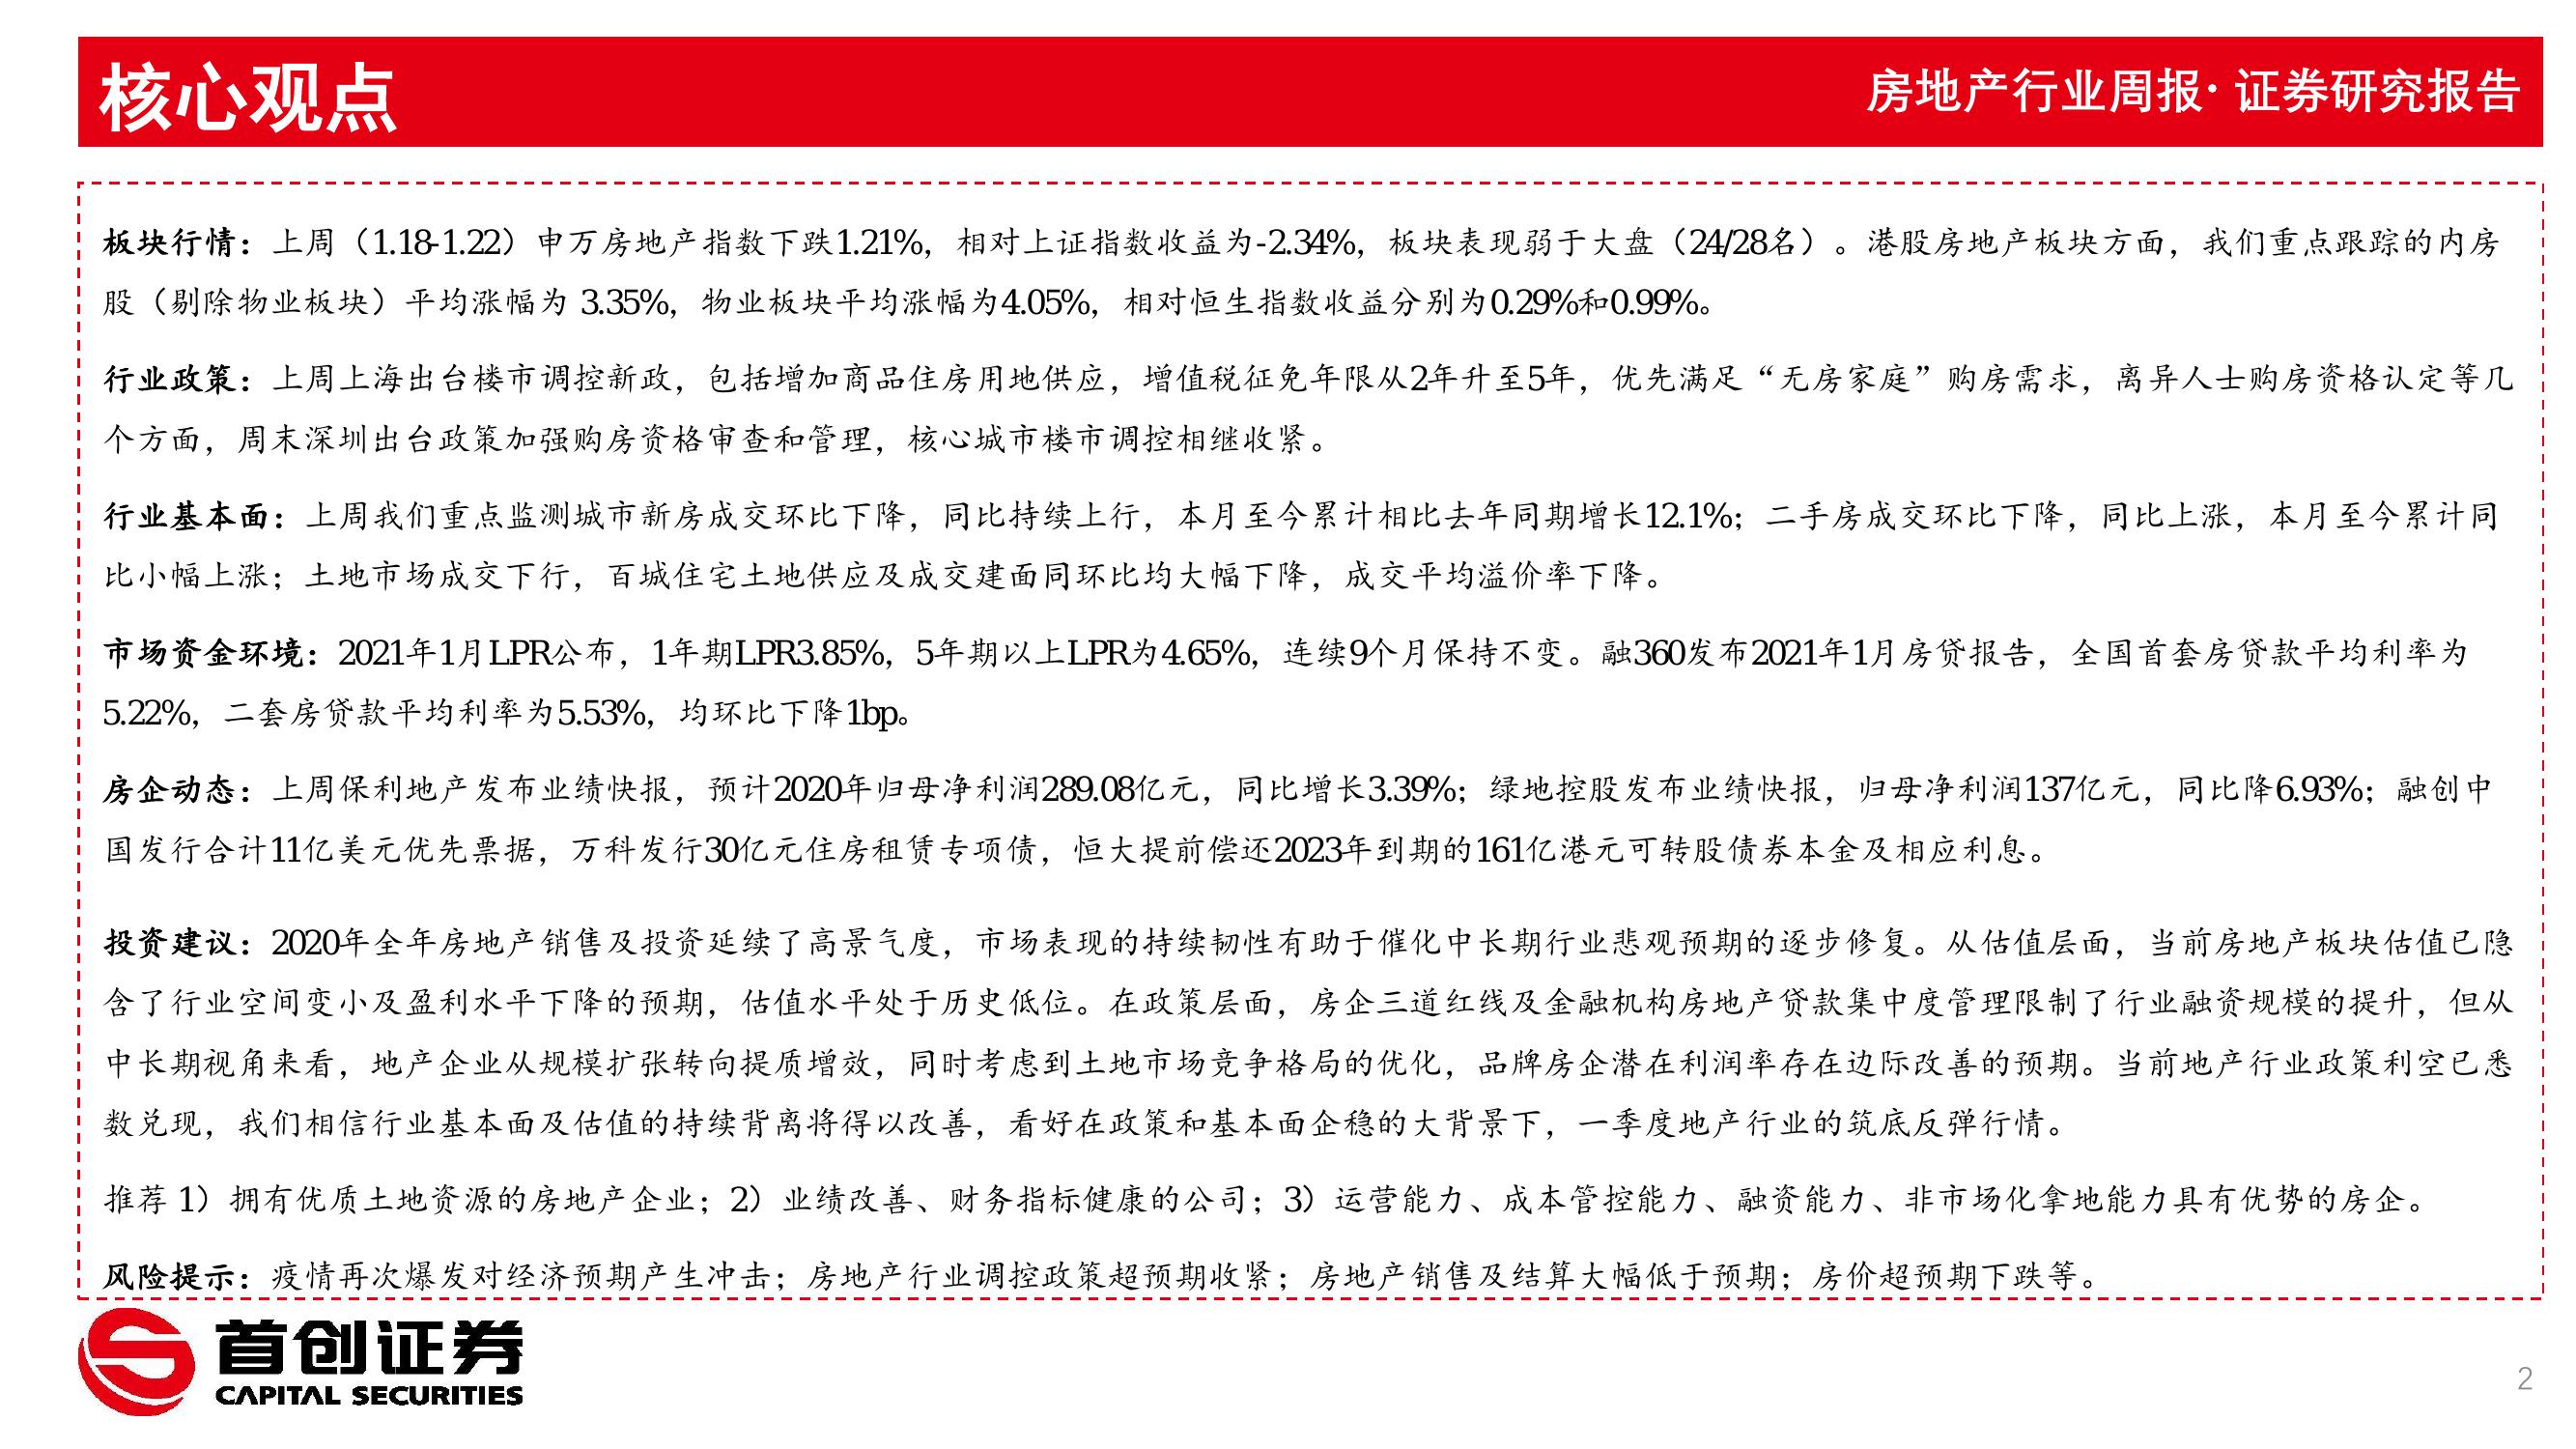 核心观点
房地产行业周报· 证券研究报告
板块行情：上周（1.18-1.22）申万房地产指数下跌1.21%，相对上证指数收益为-2.34%，板块表现弱于大盘（24/28名）。港股房地产板块方面，我们重点跟踪的内房
股（剔除物业板块）平均涨幅为 3.35%，物业板块平均涨幅为4.05%，相对恒生指数收益分别为0.29%和0.99%。
行业政策：上周上海出台楼市调控新政，包括增加商品住房用地供应，增值税征免年限从2年升至5年，优先满足“无房家庭”购房需求，离异人士购房资格认定等几
个方面，周末深圳出台政策加强购房资格审查和管理，核心城市楼市调控相继收紧。
行业基本面：上周我们重点监测城市新房成交环比下降，同比持续上行，本月至今累计相比去年同期增长12.1%；二手房成交环比下降，同比上涨，本月至今累计同
比小幅上涨；土地市场成交下行，百城住宅土地供应及成交建面同环比均大幅下降，成交平均溢价率下降。
市场资金环境：2021年1月LPR公布，1年期LPR3.85%，5年期以上LPR为4.65%，连续9个月保持不变。融360发布2021年1月房贷报告，全国首套房贷款平均利率为
5.22%，二套房贷款平均利率为5.53%，均环比下降1bp。
房企动态：上周保利地产发布业绩快报，预计2020年归母净利润289.08亿元，同比增长3.39%；绿地控股发布业绩快报，归母净利润137亿元，同比降6.93%；融创中
国发行合计11亿美元优先票据，万科发行30亿元住房租赁专项债，恒大提前偿还2023年到期的161亿港元可转股债券本金及相应利息。
投资建议：2020年全年房地产销售及投资延续了高景气度，市场表现的持续韧性有助于催化中长期行业悲观预期的逐步修复。从估值层面，当前房地产板块估值已隐
含了行业空间变小及盈利水平下降的预期，估值水平处于历史低位。在政策层面，房企三道红线及金融机构房地产贷款集中度管理限制了行业融资规模的提升，但从
中长期视角来看，地产企业从规模扩张转向提质增效，同时考虑到土地市场竞争格局的优化，品牌房企潜在利润率存在边际改善的预期。当前地产行业政策利空已悉
数兑现，我们相信行业基本面及估值的持续背离将得以改善，看好在政策和基本面企稳的大背景下，一季度地产行业的筑底反弹行情。
推荐 1）拥有优质土地资源的房地产企业；2）业绩改善、财务指标健康的公司；3）运营能力、成本管控能力、融资能力、非市场化拿地能力具有优势的房企。
风险提示：疫情再次爆发对经济预期产生冲击；房地产行业调控政策超预期收紧；房地产销售及结算大幅低于预期；房价超预期下跌等。
首创证券
CAPITAL SECURITIES
2